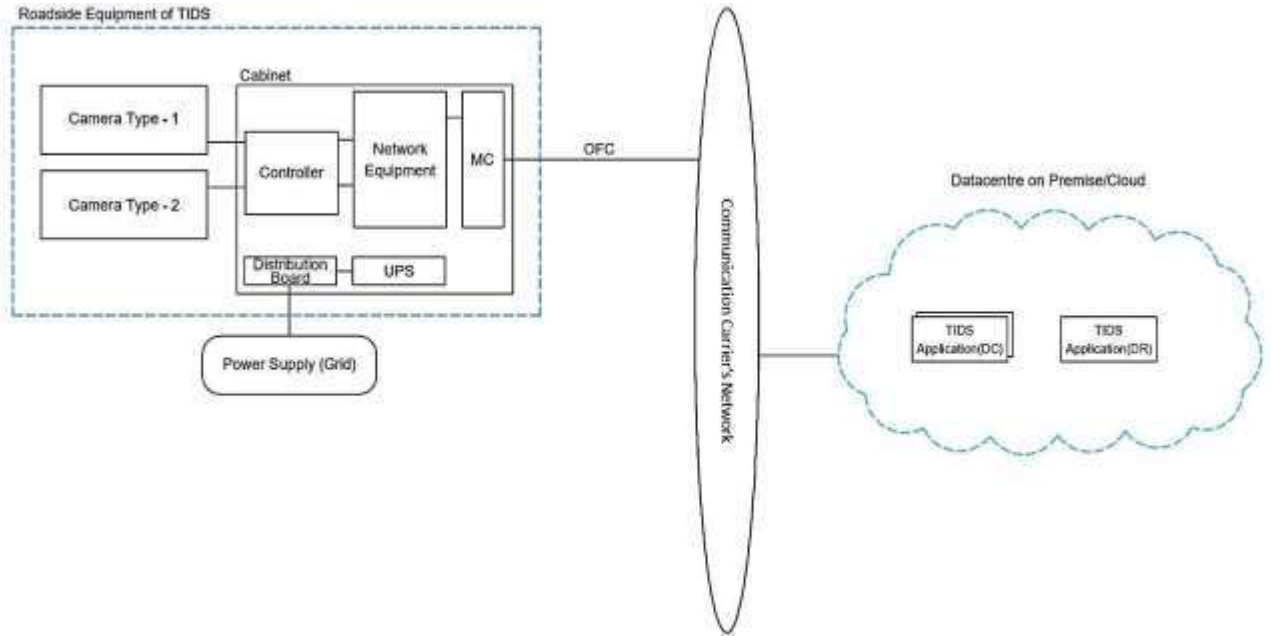 Roadside Equipment of TIDS
Cabinet
Camera Type - 1
Camera Type - 2
Controller
Network
Equipment
MC
Distribution
Board
UPS
Power Supply (Grid)
OFC
Communication Carrier's Network
Datacentre on Premise/Cloud
TIDS
Application(DC)
TIDS
Application(DR)